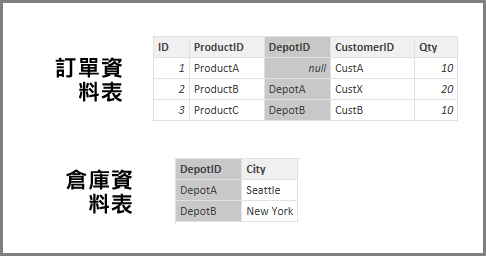 訂單資
料表
ID ProductID DepotID CustomerID Qty
1 ProductA null CustA 10
2 ProductB DepotA CustX 20
3 ProductC DepotB CustB 10
倉庫資
料表
DepotID City
DepotA Seattle
DepotB New York